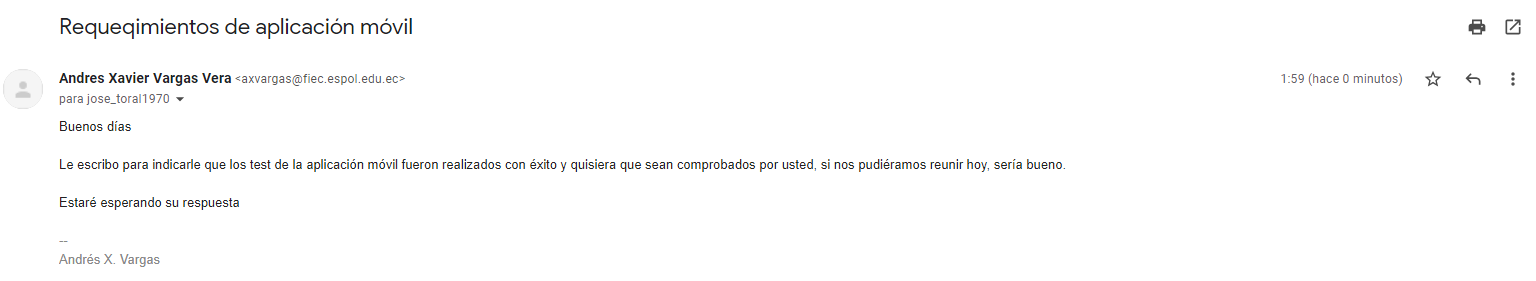 Requeqimientos de aplicación móvil
Andres Xavier Vargas Vera <axvargas@fiec.espol.edu.ec> 1:59 (hace 0 minutos)
para jose_toral1970
Buenos días
Le escribo para indicarle que los test de la aplicación móvil fueron realizados con éxito y quisiera que sean comprobados por usted, si nos pudiéramos reunir hoy, sería bueno.
Estaré esperando su respuesta
--
Andrés X. Vargas